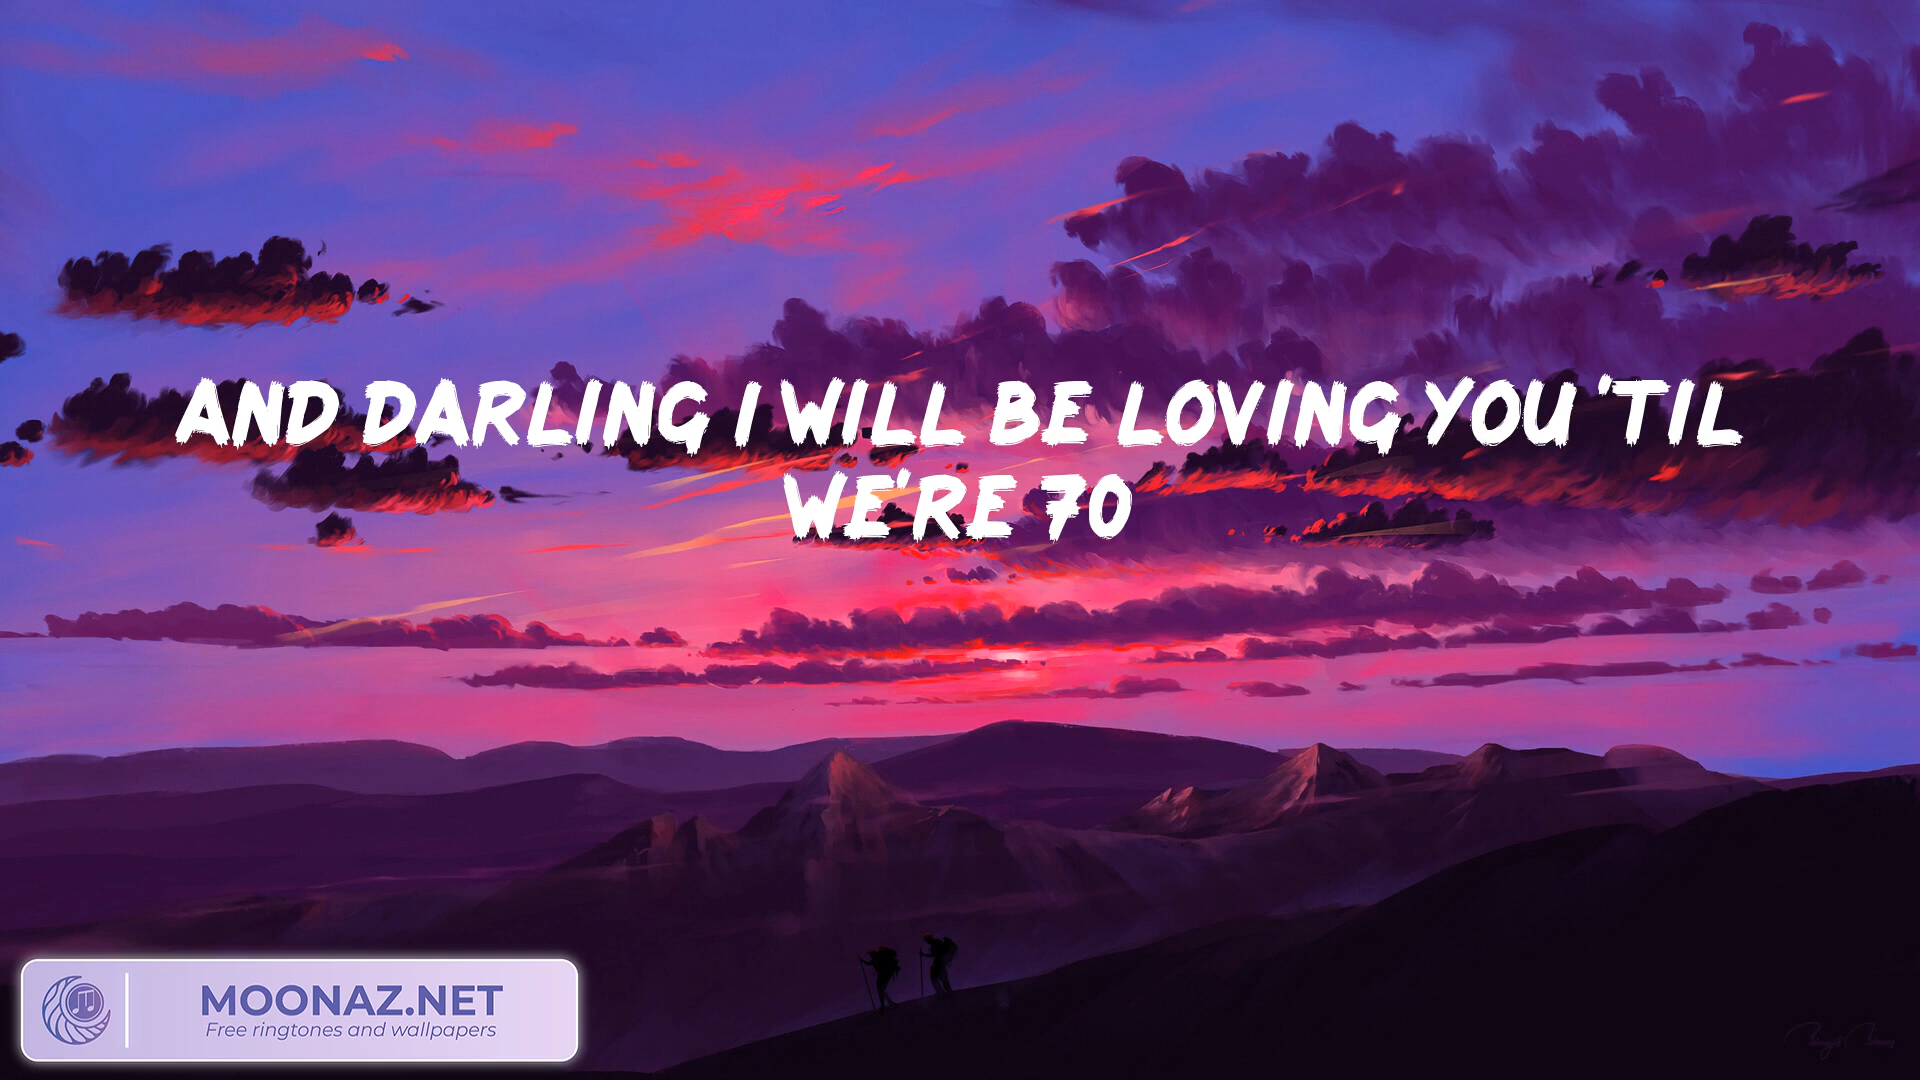 AND DARLING I WILL BE LOVING YOU 'TIL
WE'RE 70
MOONAZ.NET
Free ringtones and wallpapers